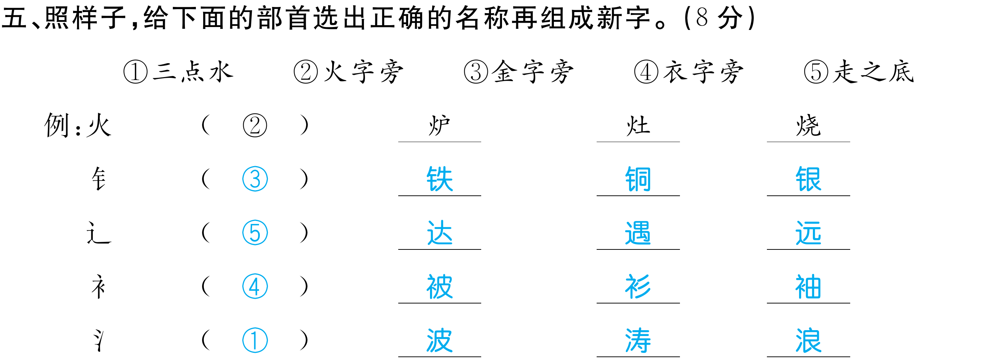 五、照样子,给下面的部首选出正确的名称再组成新字。(8 分)
①三点水 ②火字旁 ③金字旁 ④衣字旁 ⑤走之底
例:火 ( ② ) 炉 灶 烧
钅 ( ③ ) 铁 铜 银
辶 ( ⑤ ) 达 遇 远
衤 ( ④ ) 被 衫 袖
氵 ( ① ) 波 涛 浪